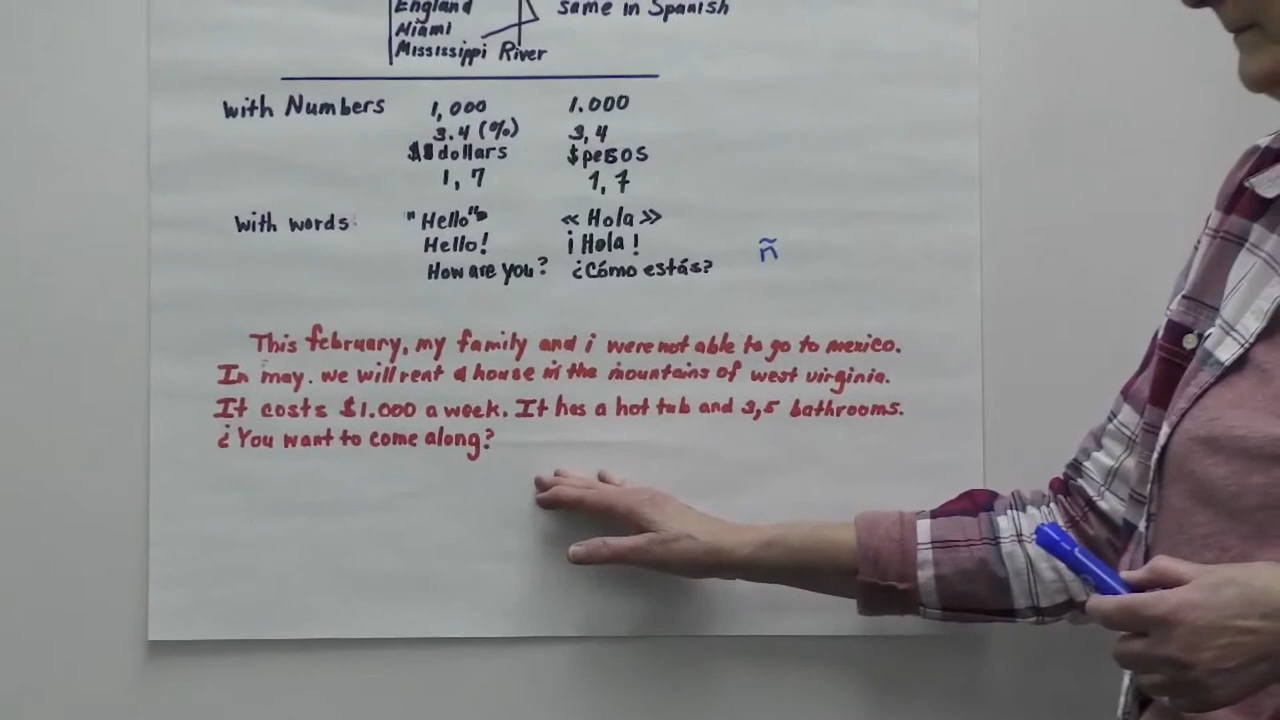 England
Miami
Mississippi River
same in Spanish
with Numbers 1,000 1.000
3.4 (%) 3,4
$ dollars $pesos
1, 7 1, 7
with words: "Hello" « Hola »
Hello! ¡Hola!
How are you? ¿Cómo estás?
ñ
This february, my family and i were not able to go to mexico.
In may. we will rent a house in the mountains of west virginia.
It costs $1.000 a week. It has a hot tub and 3,5 bathrooms.
¿You want to come along?